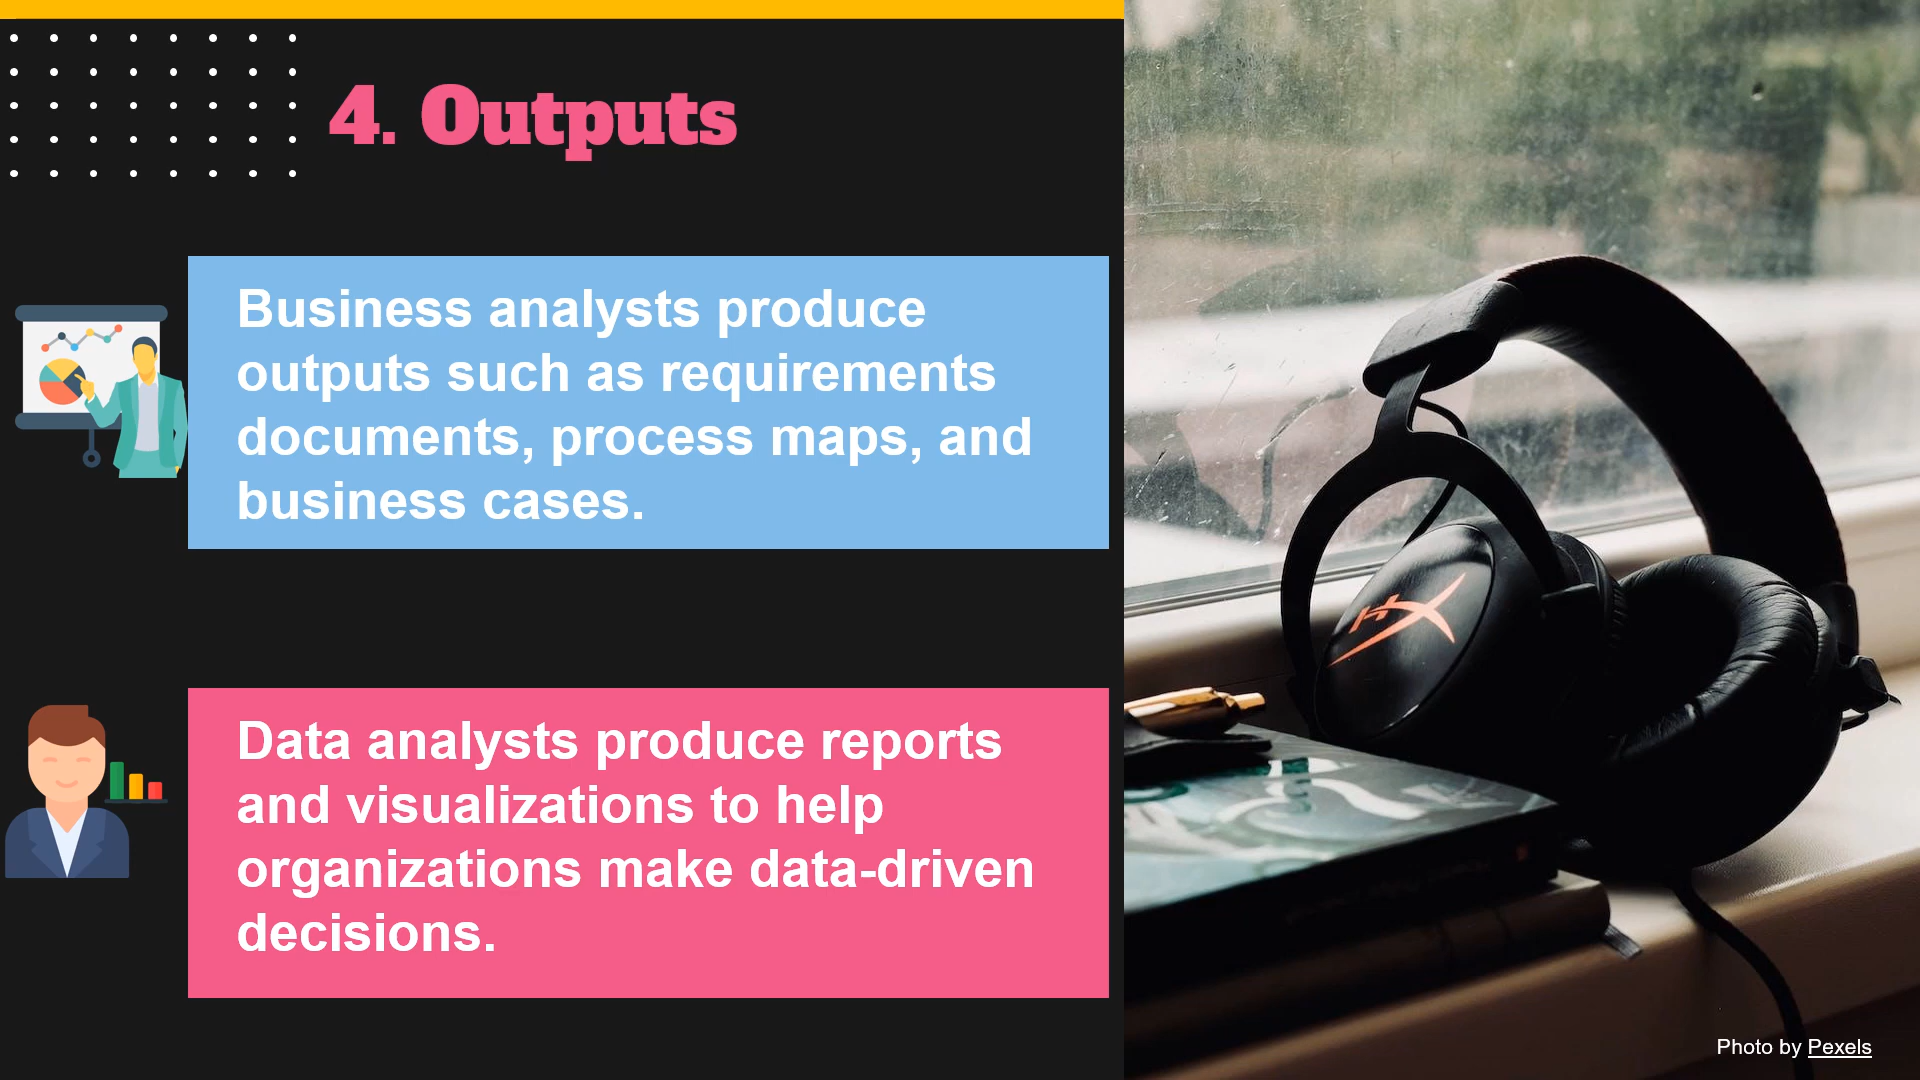 4. Outputs
Business analysts produce
outputs such as requirements
documents, process maps, and
business cases.
Data analysts produce reports
and visualizations to help
organizations make data-driven
decisions.
HX
Photo by Pexels